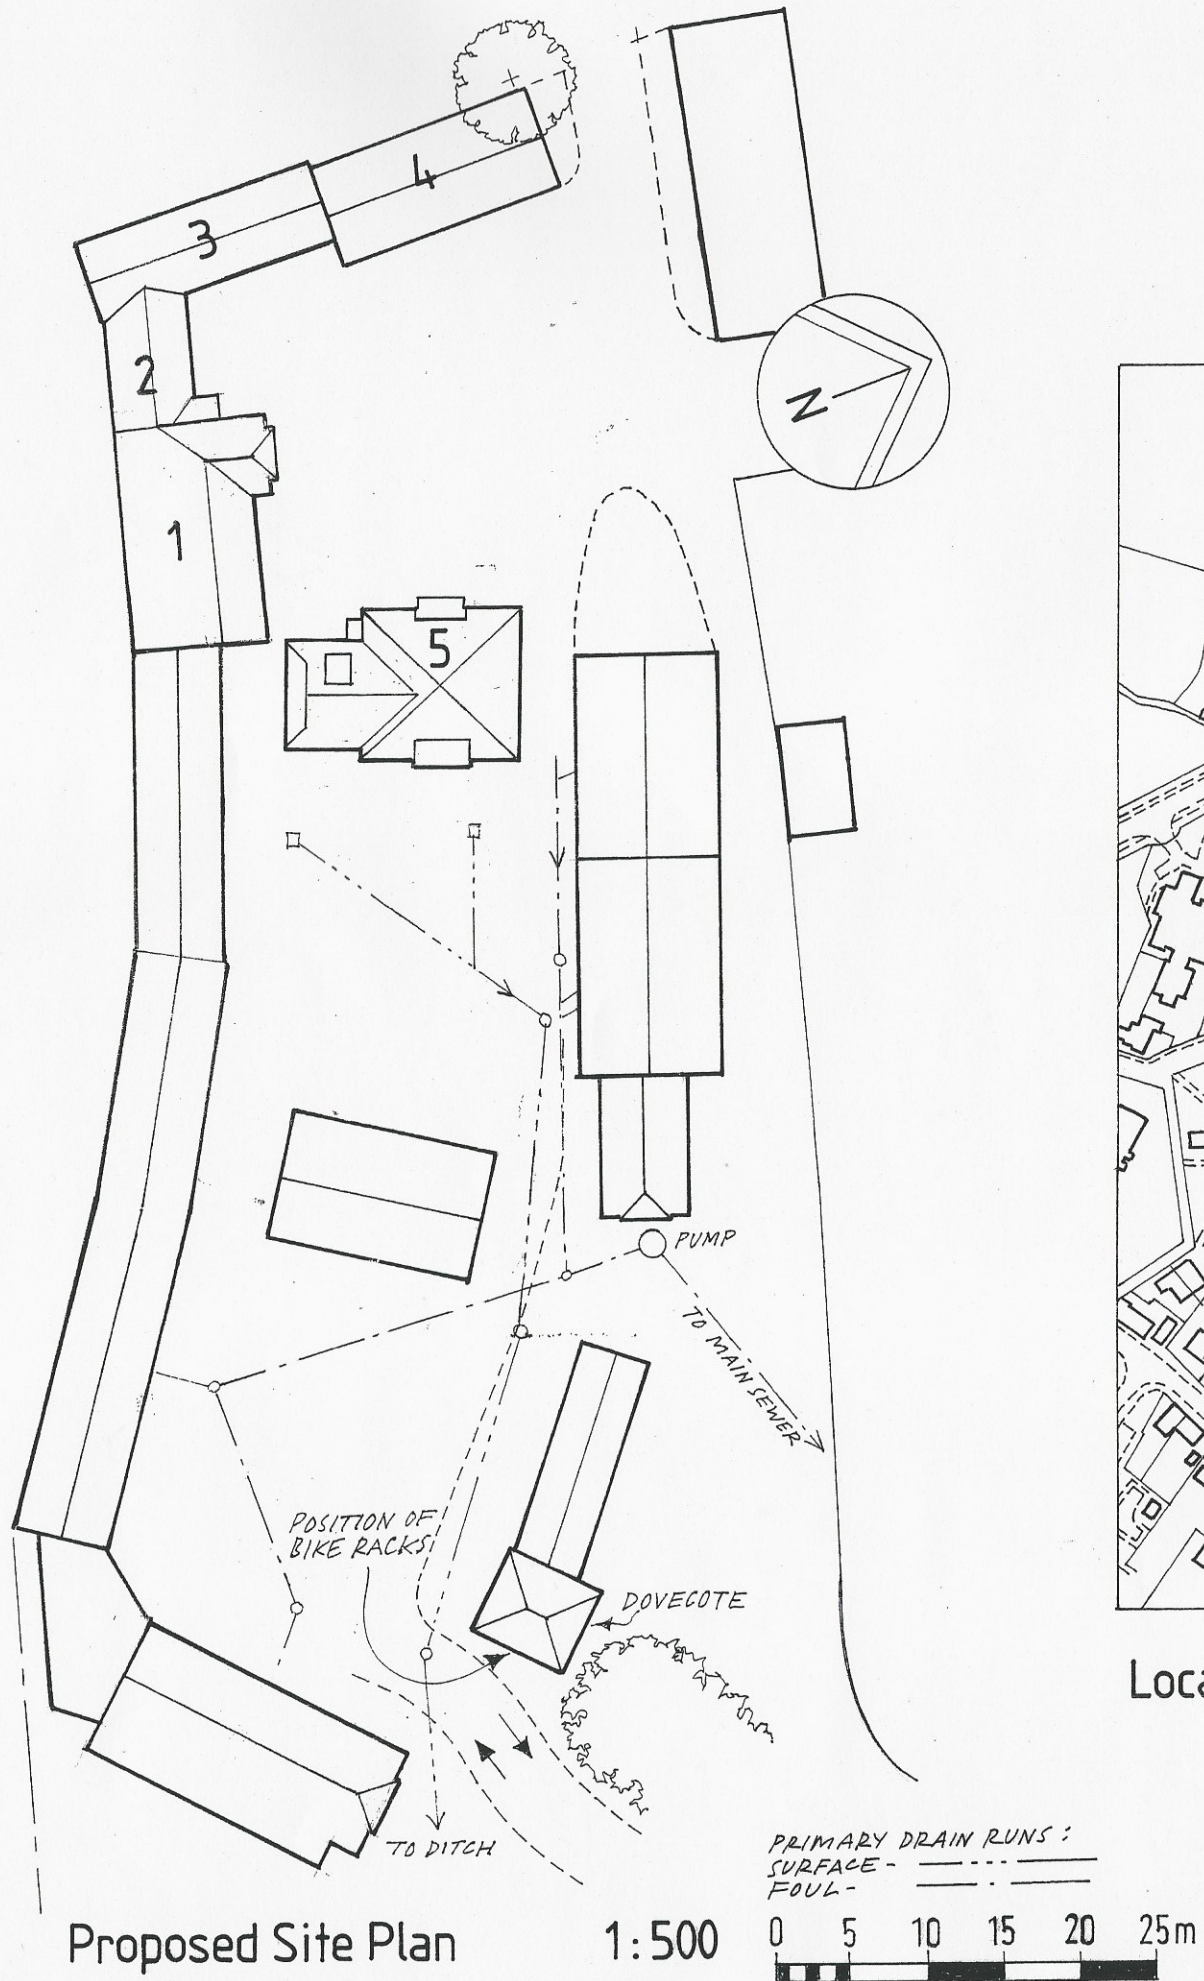 4
3
2
1
N
5
PUMP
TO MAIN SEWER
POSITION OF
BIKE RACKS
DOVECOTE
TO DITCH
PRIMARY DRAIN RUNS:
SURFACE-
FOUL-
Proposed Site Plan 1:500
0 5 10 15 20 25m